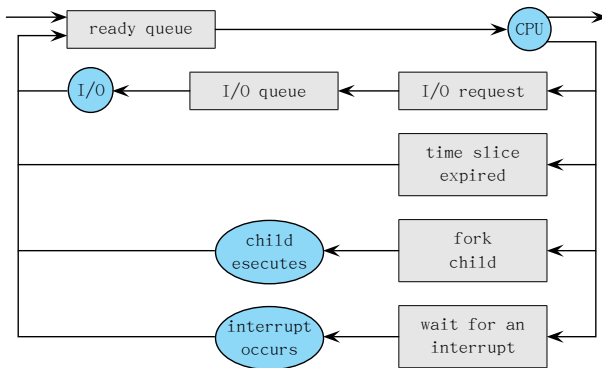 ready queue
CPU
I/O
I/O queue
I/O request
time slice
expired
child
esecutes
fork
child
interrupt
occurs
wait for an
interrupt